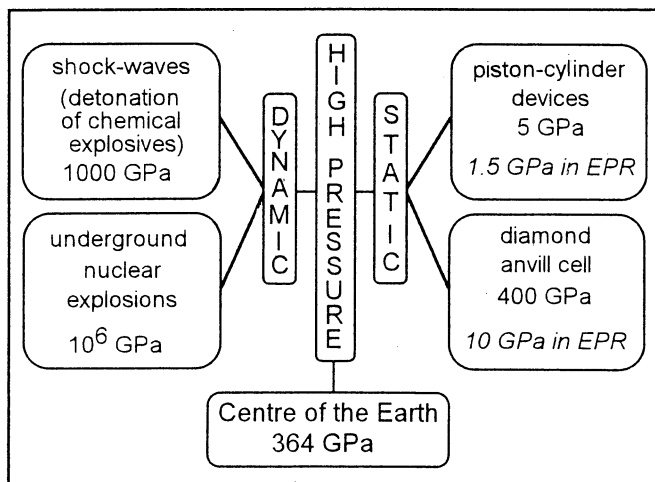 shock-waves
(detonation
of chemical
explosives)
1000 GPa
underground
nuclear
explosions
10⁶ GPa
DYNAMIC
HIGH PRESSURE
STATIC
piston-cylinder
devices
5 GPa
1.5 GPa in EPR
diamond
anvill cell
400 GPa
10 GPa in EPR
Centre of the Earth
364 GPa